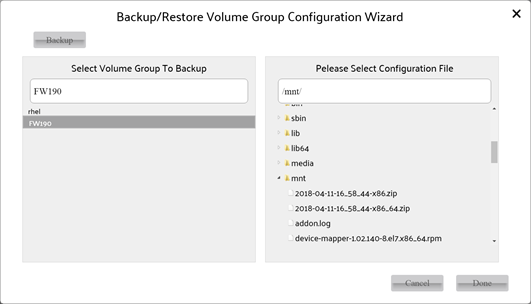 Backup/Restore Volume Group Configuration Wizard
Backup
Select Volume Group To Backup
FW190
rhel
FW190
Pelease Select Configuration File
/mnt/
bin
sbin
lib
lib64
media
mnt
2018-04-11-16_58_44-x86.zip
2018-04-11-16_58_44-x86_64.zip
addon.log
device-mapper-1.02.140-8.el7.x86_64.rpm
Cancel
Done